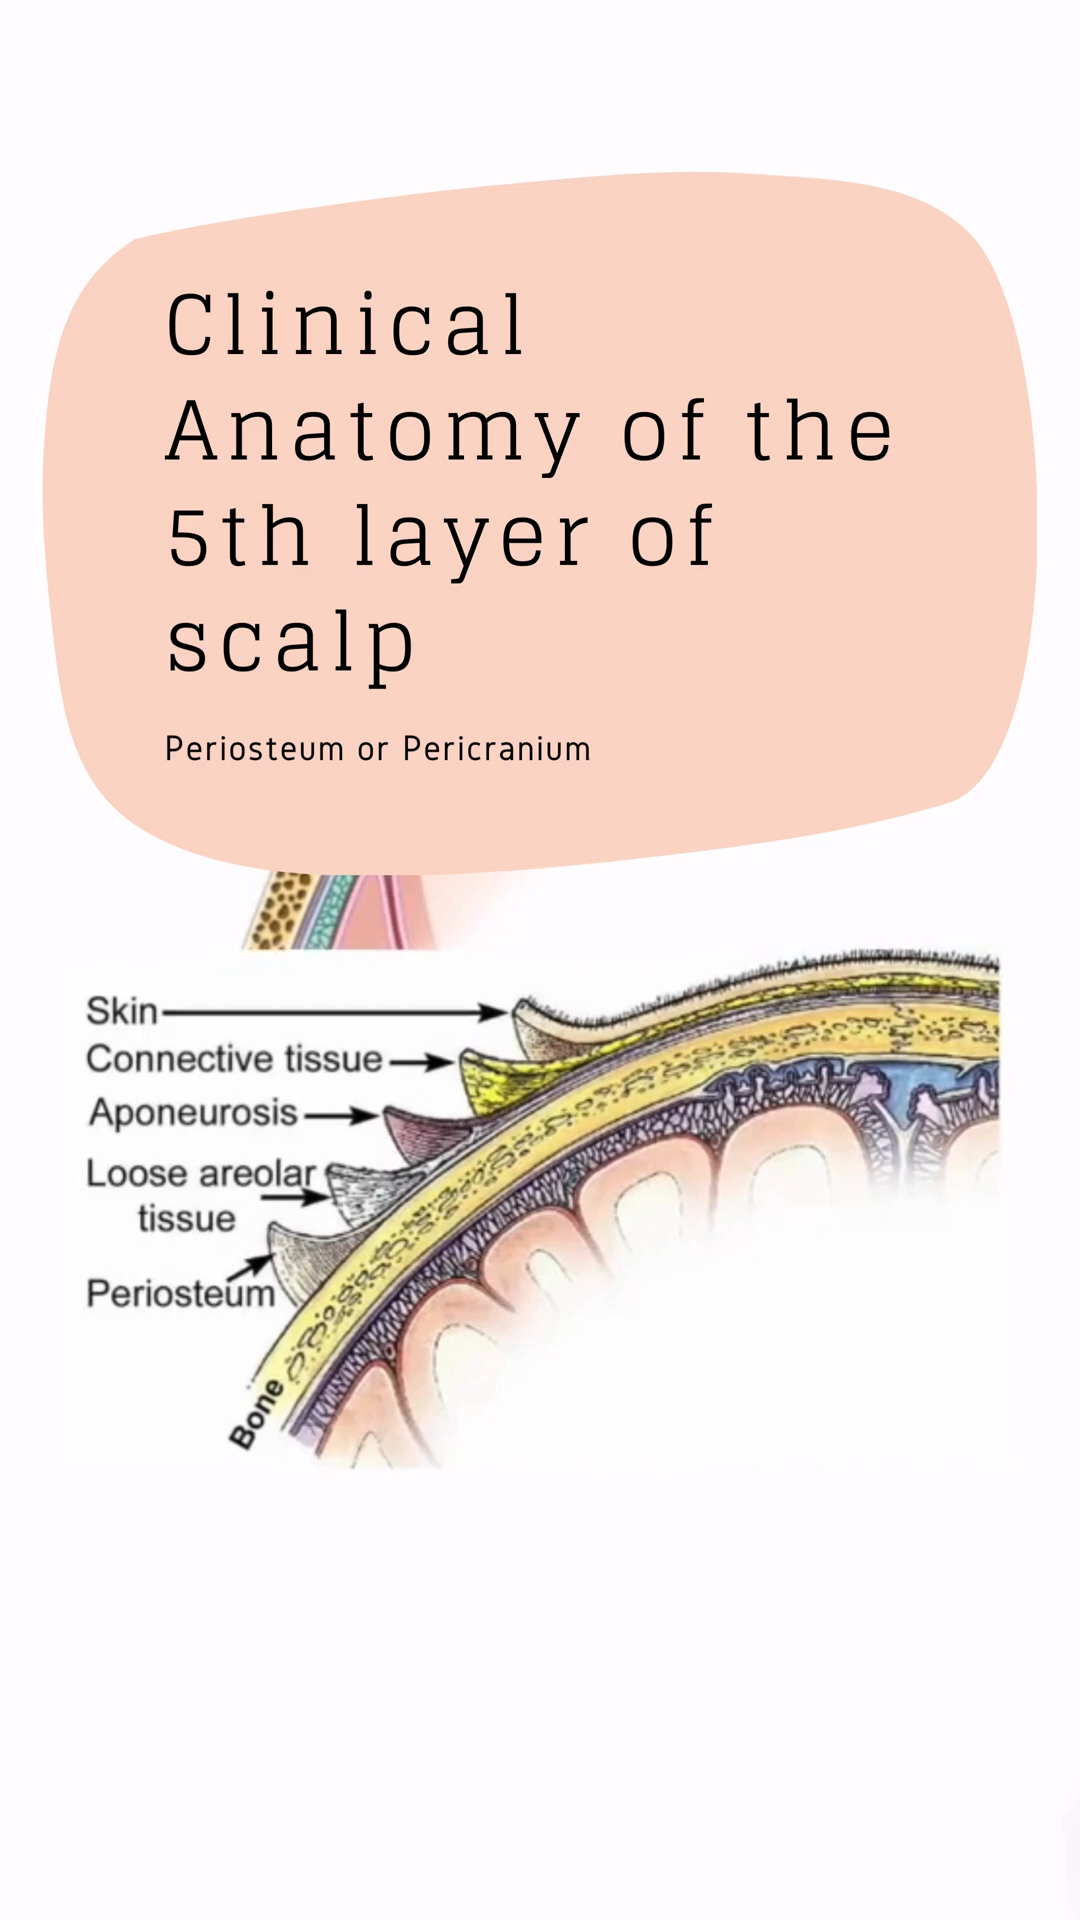 Clinical
Anatomy of the
5th layer of
scalp
Periosteum or Pericranium
Skin
Connective tissue
Aponeurosis
Loose areolar
tissue
Periosteum
Bone